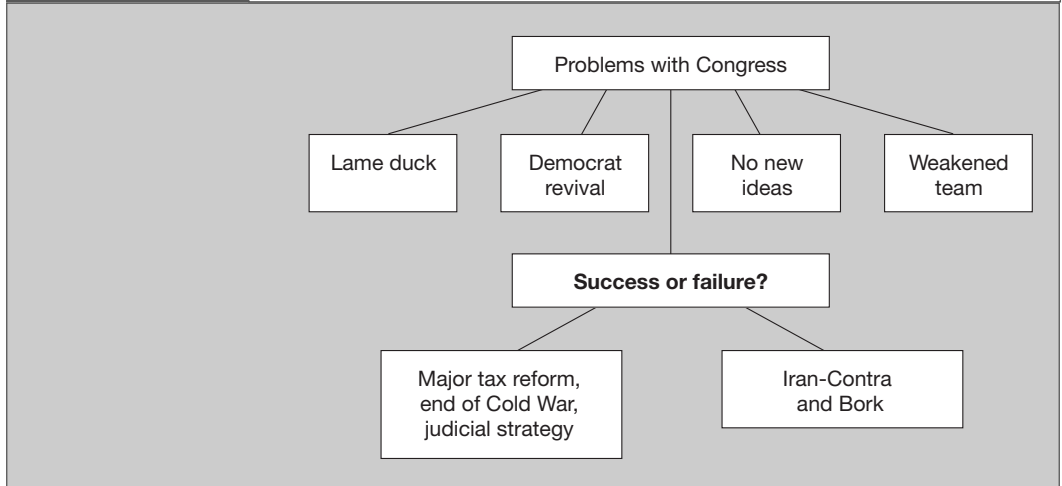 Problems with Congress
Lame duck
Democrat
revival
No new
ideas
Weakened
team
Success or failure?
Major tax reform,
end of Cold War,
judicial strategy
Iran-Contra
and Bork